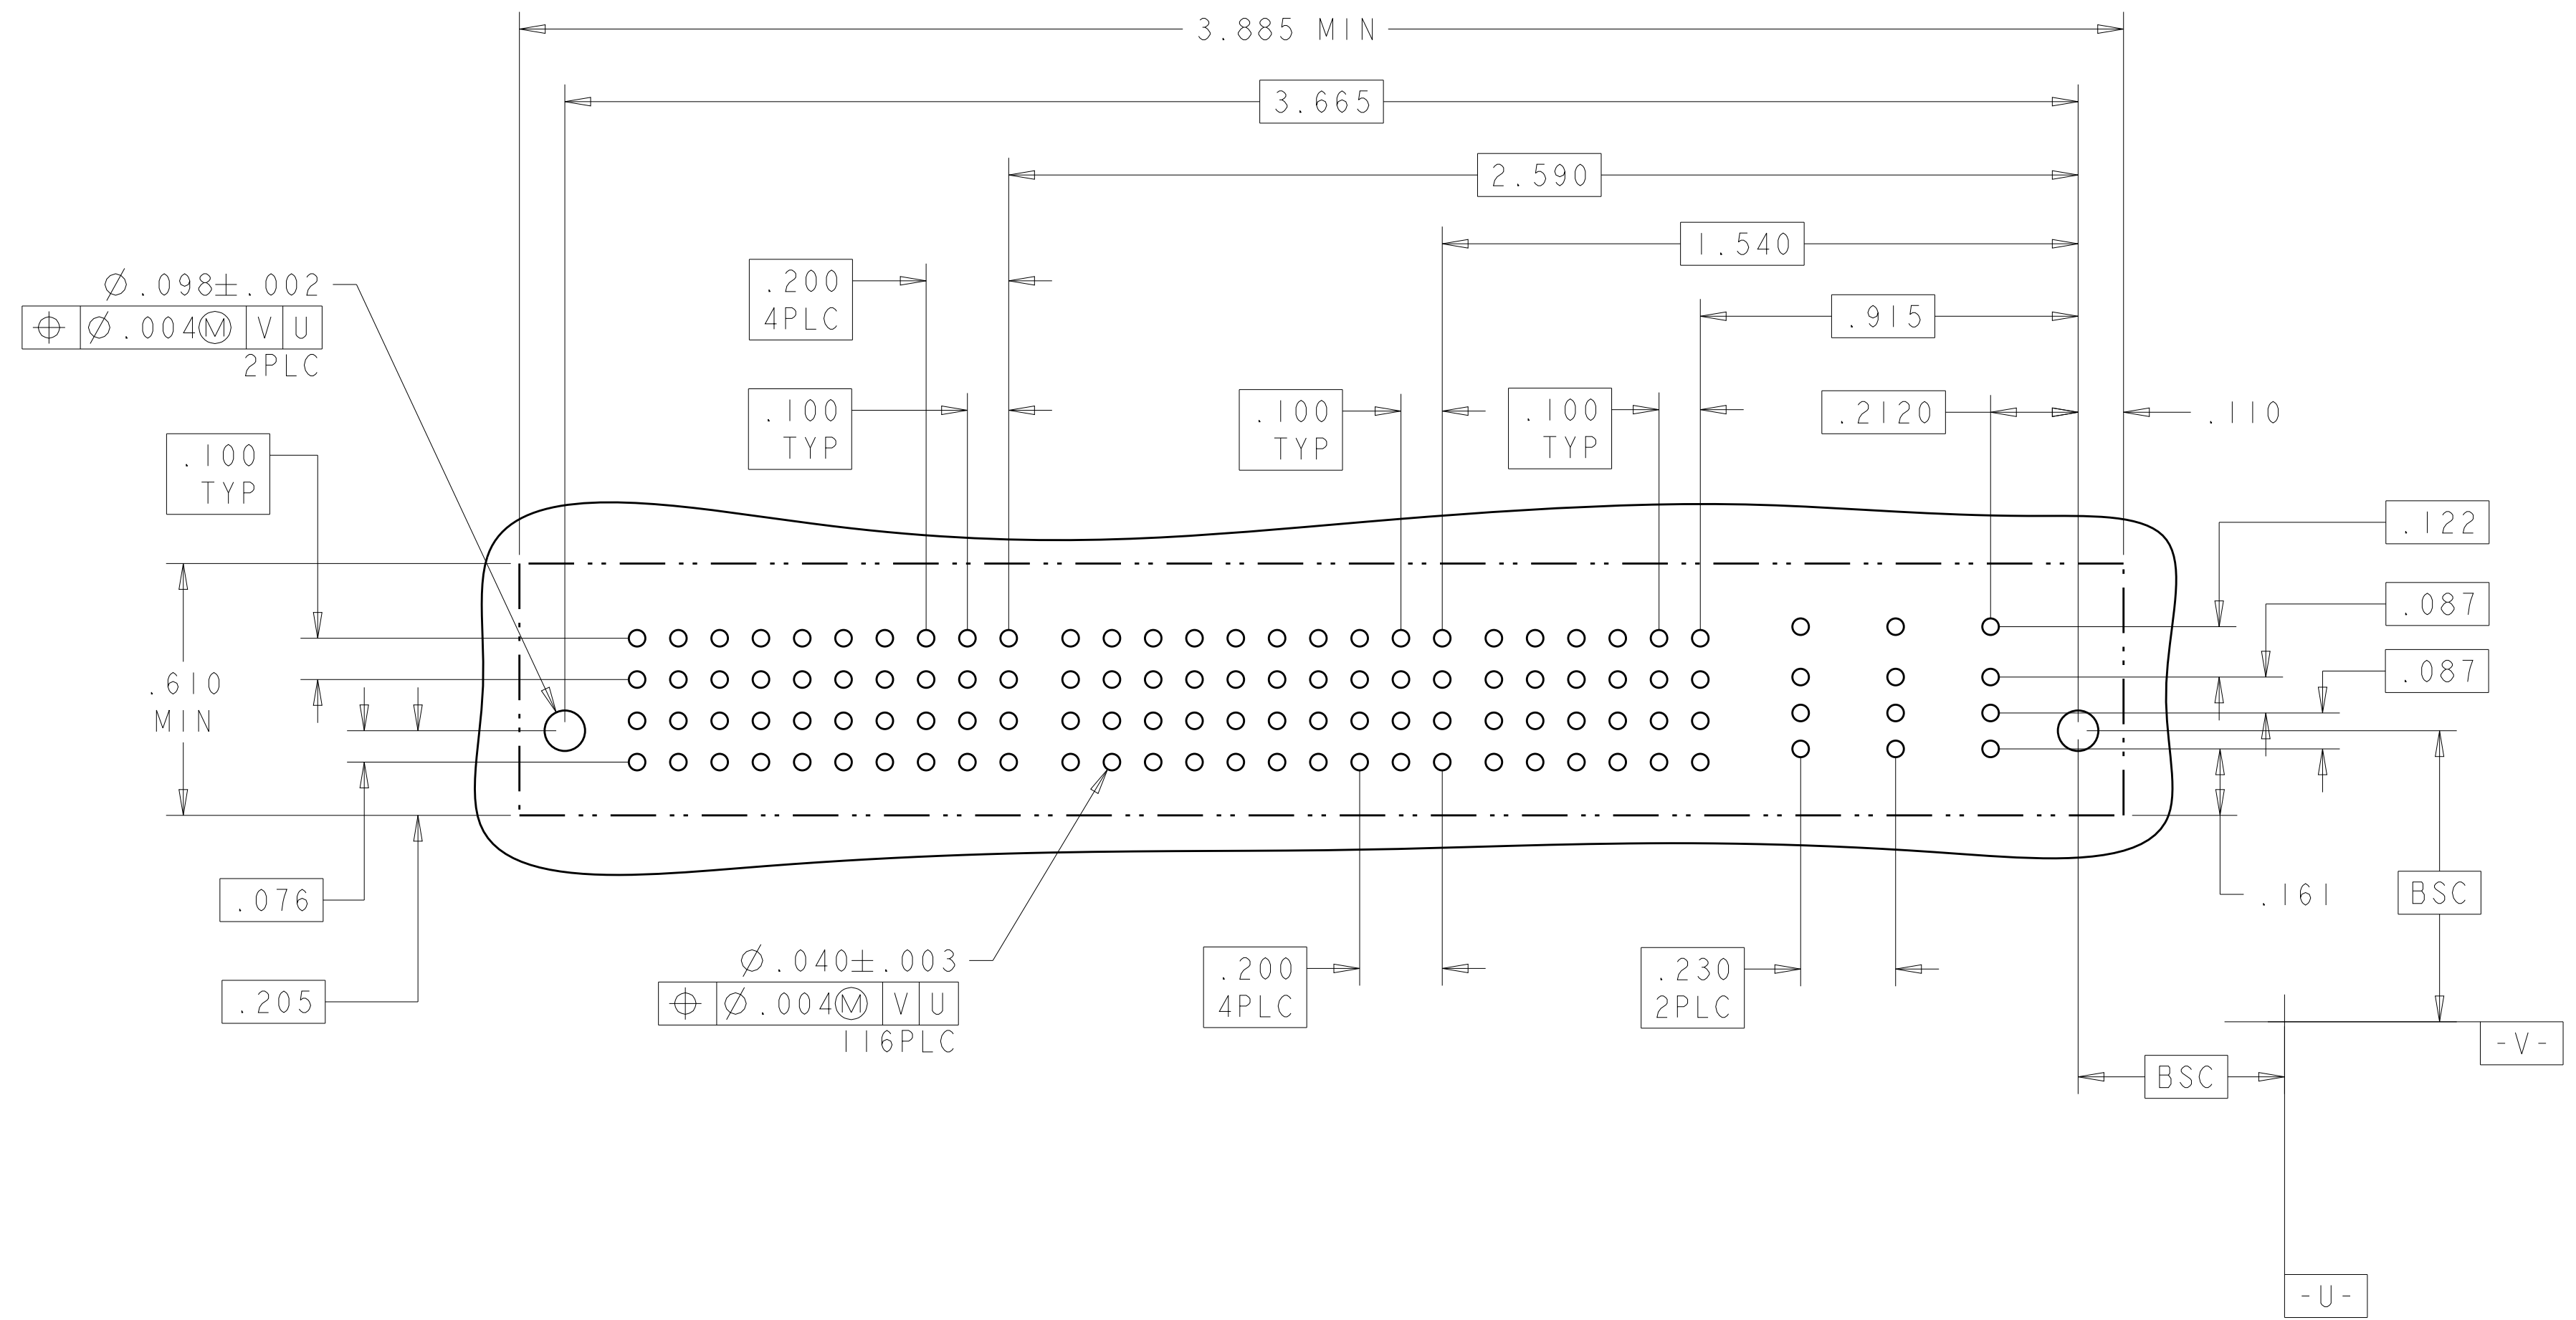 3.885 MIN
3.665
2.590
1.540
.915
.2120
.110
.200
4PLC
.100
TYP
.100
TYP
.100
TYP
Ø.098±.002
⌖ Ø.004Ⓜ V U
2PLC
.100
TYP
.610
MIN
.122
.087
.087
.076
.205
Ø.040±.003
⌖ Ø.004Ⓜ V U
116PLC
.200
4PLC
.230
2PLC
.161
BSC
BSC
-V-
-U-